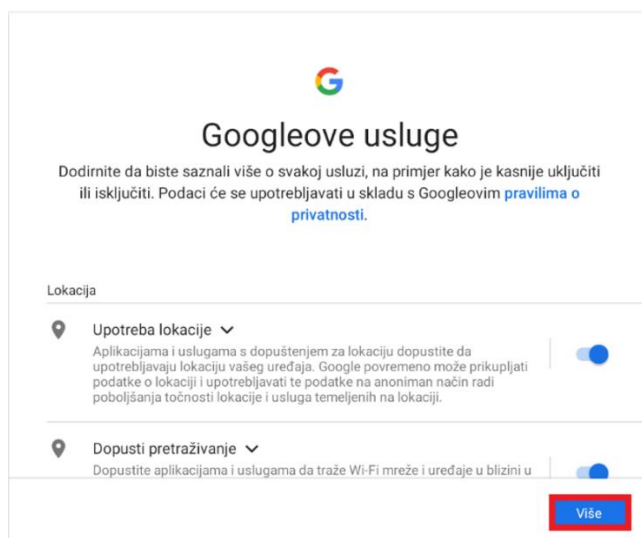 Googleove usluge
Dodirnite da biste saznali više o svakoj usluzi, na primjer kako je kasnije uključiti
ili isključiti. Podaci će se upotrebljavati u skladu s Googleovim pravilima o
privatnosti.
Lokacija
Upotreba lokacije
Aplikacijama i uslugama s dopuštenjem za lokaciju dopustite da
upotrebljavaju lokaciju vašeg uređaja. Google povremeno može prikupljati
podatke o lokaciji i upotrebljavati te podatke na anoniman način radi
poboljšanja točnosti lokacije i usluga temeljenih na lokaciji.
Dopusti pretraživanje
Dopustite aplikacijama i uslugama da traže Wi-Fi mreže i uređaje u blizini u
Više